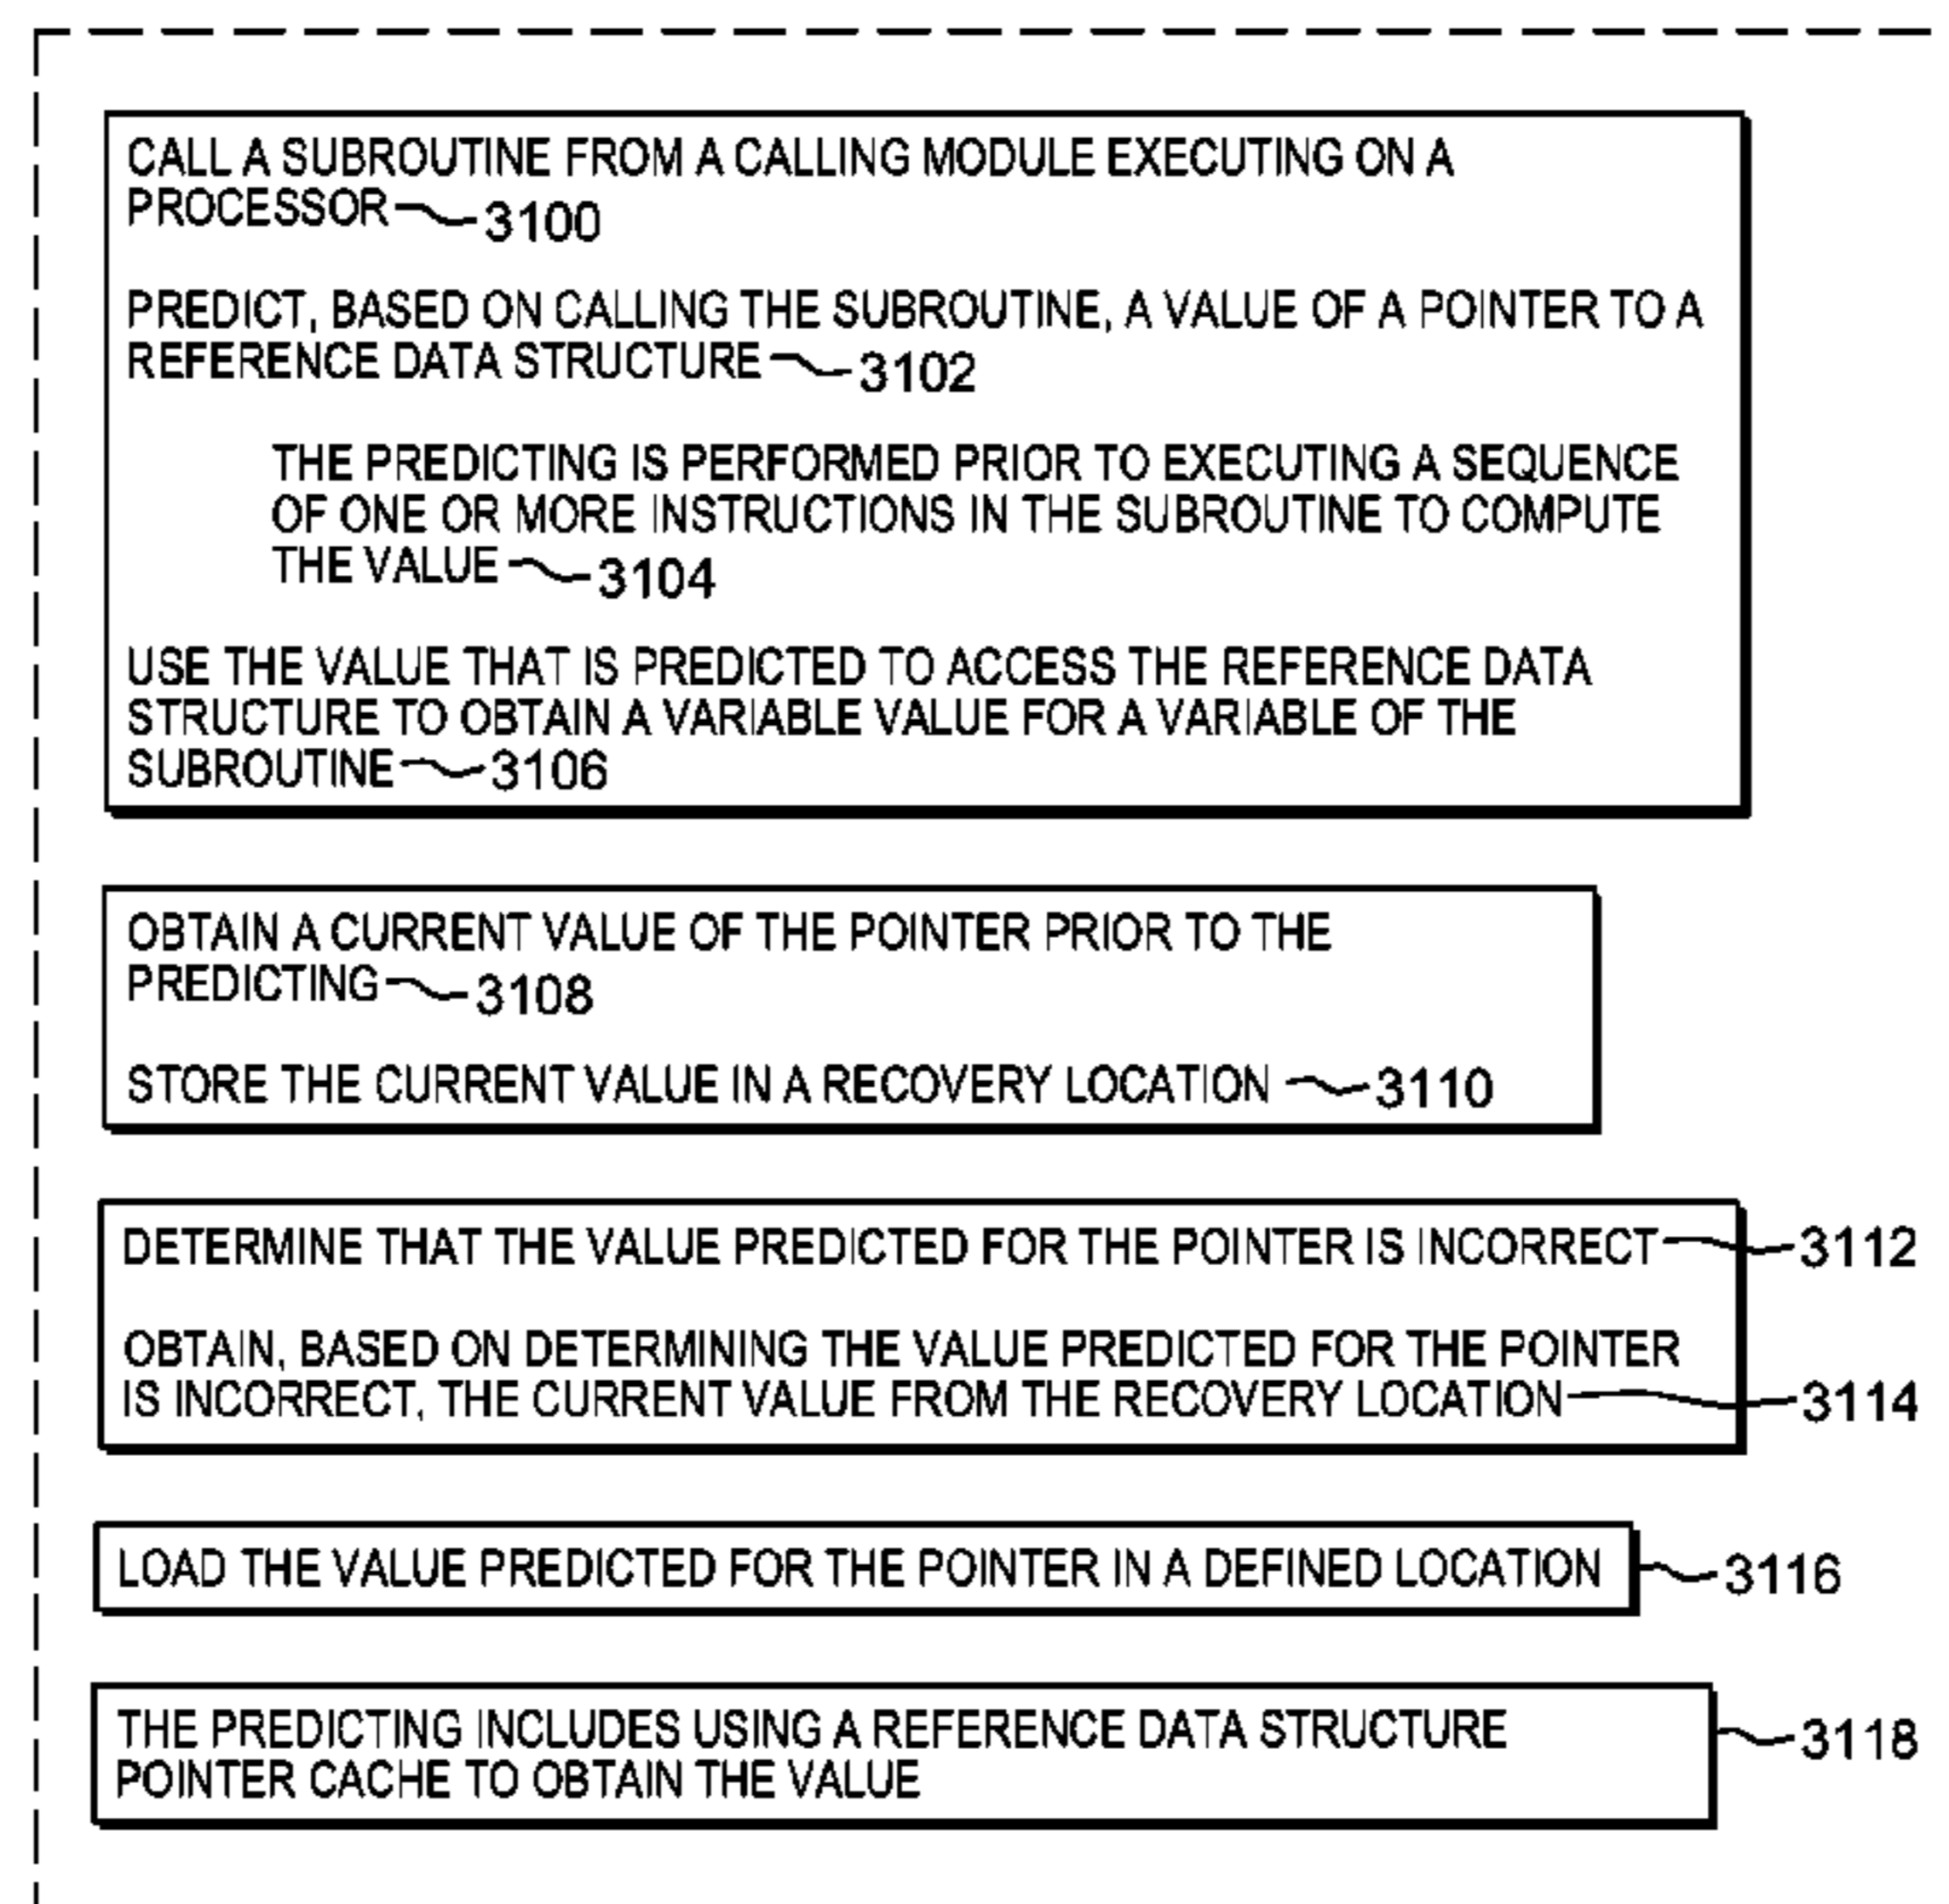 CALL A SUBROUTINE FROM A CALLING MODULE EXECUTING ON A
PROCESSOR 3100
PREDICT, BASED ON CALLING THE SUBROUTINE, A VALUE OF A POINTER TO A
REFERENCE DATA STRUCTURE 3102
THE PREDICTING IS PERFORMED PRIOR TO EXECUTING A SEQUENCE
OF ONE OR MORE INSTRUCTIONS IN THE SUBROUTINE TO COMPUTE
THE VALUE 3104
USE THE VALUE THAT IS PREDICTED TO ACCESS THE REFERENCE DATA
STRUCTURE TO OBTAIN A VARIABLE VALUE FOR A VARIABLE OF THE
SUBROUTINE 3106
OBTAIN A CURRENT VALUE OF THE POINTER PRIOR TO THE
PREDICTING 3108
STORE THE CURRENT VALUE IN A RECOVERY LOCATION 3110
DETERMINE THAT THE VALUE PREDICTED FOR THE POINTER IS INCORRECT 3112
OBTAIN, BASED ON DETERMINING THE VALUE PREDICTED FOR THE POINTER
IS INCORRECT, THE CURRENT VALUE FROM THE RECOVERY LOCATION 3114
LOAD THE VALUE PREDICTED FOR THE POINTER IN A DEFINED LOCATION 3116
THE PREDICTING INCLUDES USING A REFERENCE DATA STRUCTURE 3118
POINTER CACHE TO OBTAIN THE VALUE